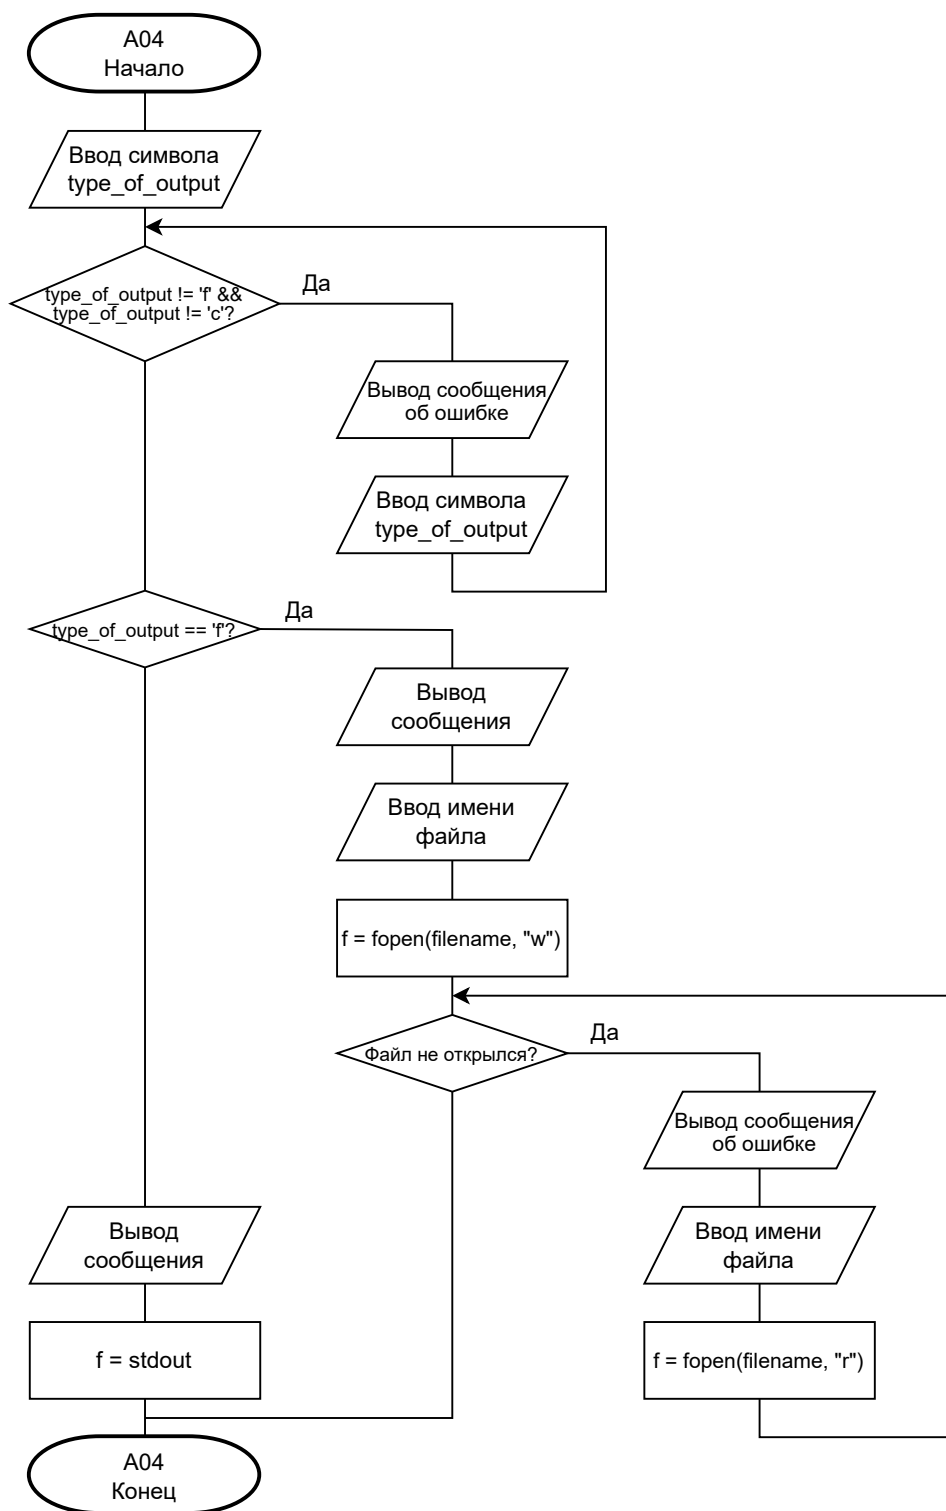 A04
Начало
Ввод символа
type_of_output
type_of_output != 'f' &&
type_of_output != 'c'?
Да
Вывод сообщения
об ошибке
Ввод символа
type_of_output
type_of_output == 'f'?
Да
Вывод
сообщения
Ввод имени
файла
f = fopen(filename, "w")
Файл не открылся?
Да
Вывод сообщения
об ошибке
Ввод имени
файла
f = fopen(filename, "r")
Вывод
сообщения
f = stdout
A04
Конец